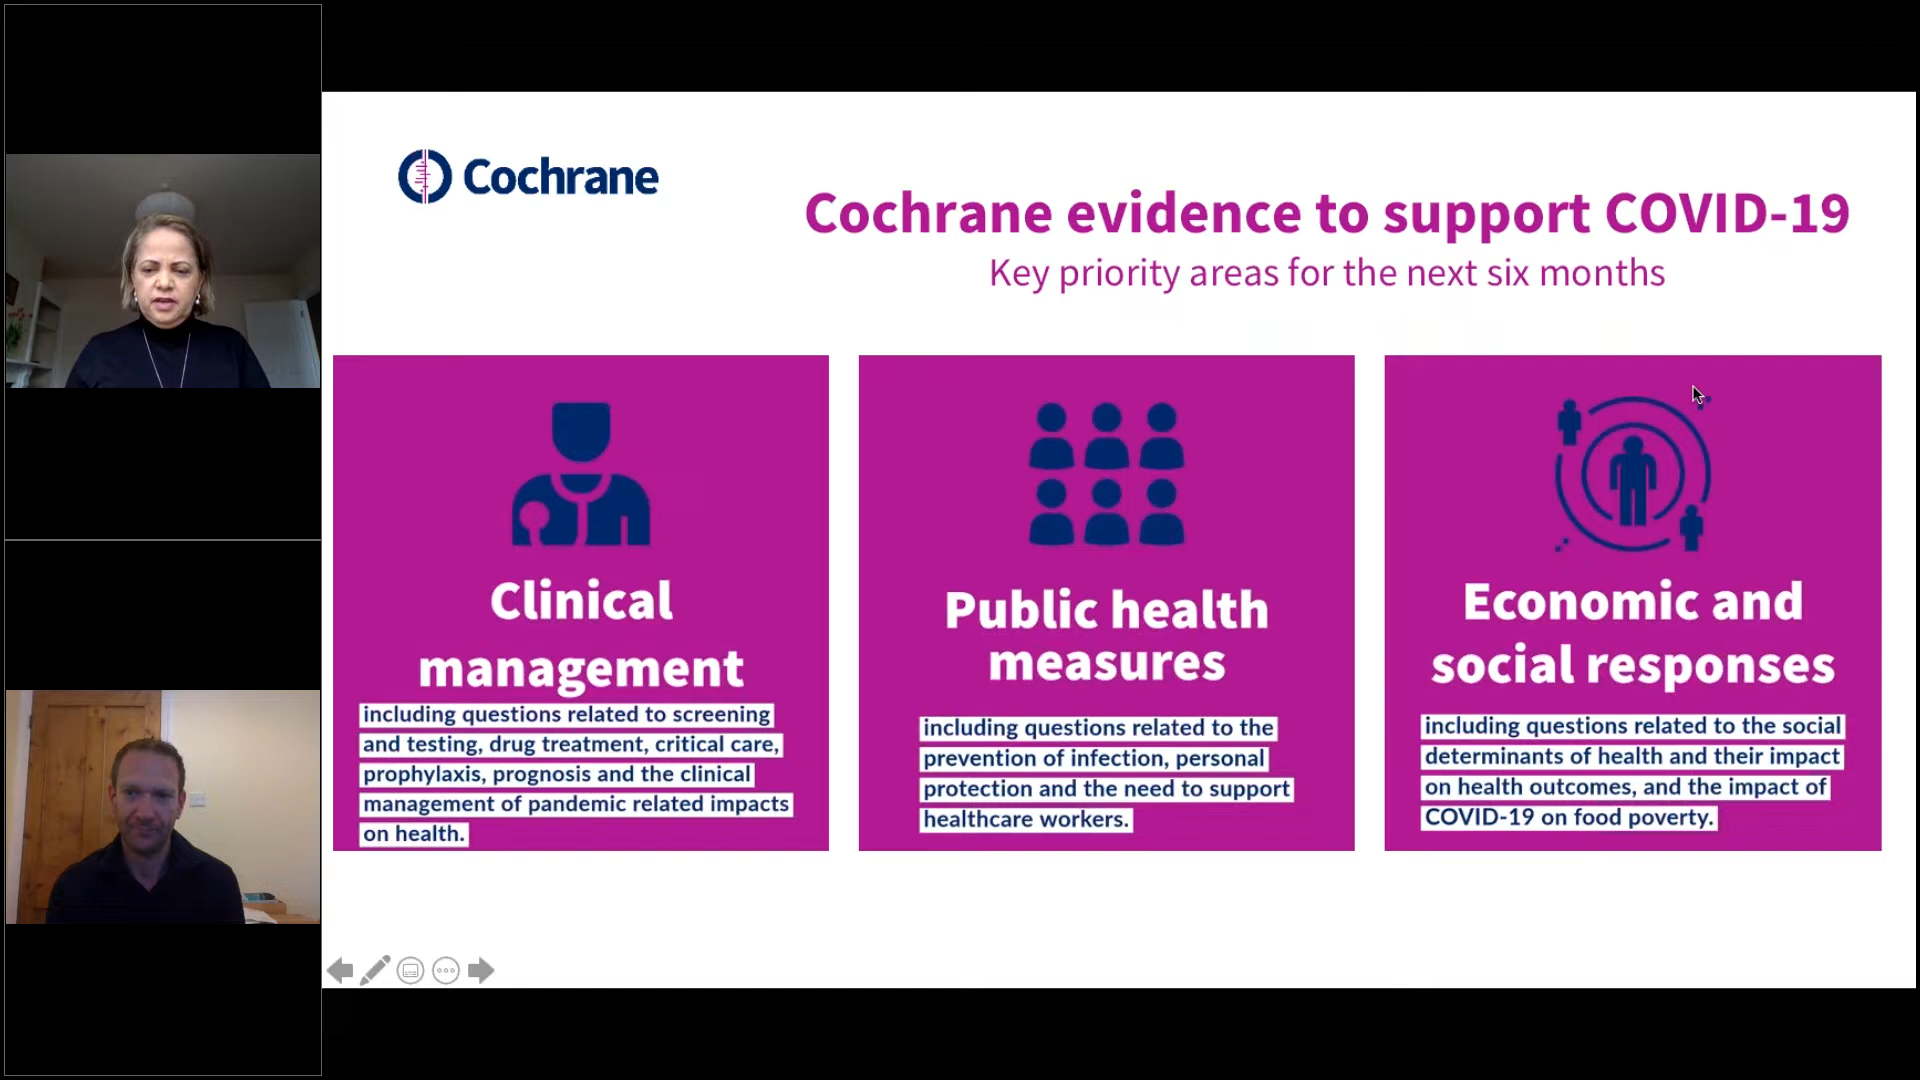 Cochrane
Cochrane evidence to support COVID-19
Key priority areas for the next six months
Clinical
management
including questions related to screening
and testing, drug treatment, critical care,
prophylaxis, prognosis and the clinical
management of pandemic related impacts
on health.
Public health
measures
including questions related to the
prevention of infection, personal
protection and the need to support
healthcare workers.
Economic and
social responses
including questions related to the social
determinants of health and their impact
on health outcomes, and the impact of
COVID-19 on food poverty.